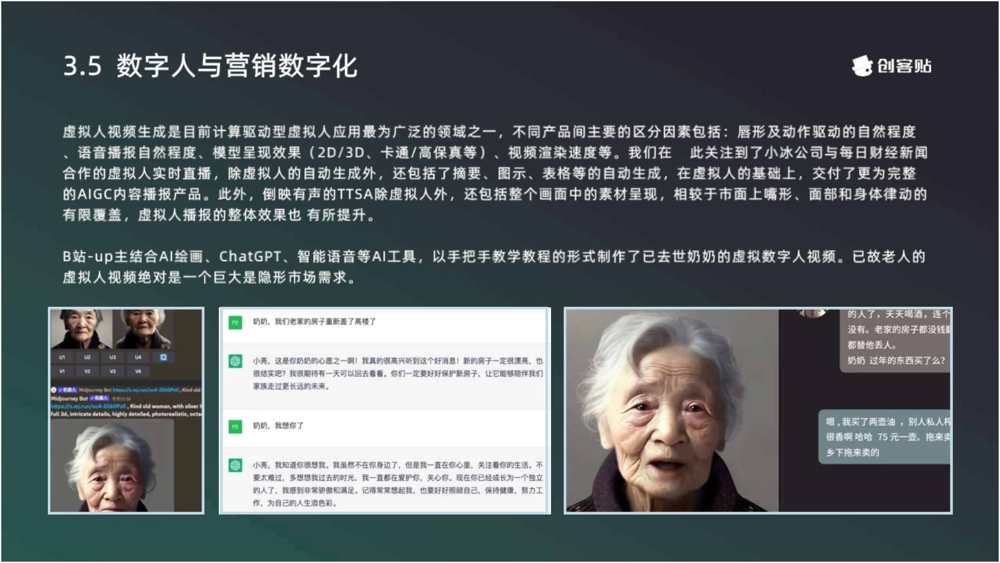 3.5 数字人与营销数字化
创客贴
虚拟人视频生成是目前计算驱动型虚拟人应用最为广泛的领域之一，不同产品间主要的区分因素包括：唇形及动作驱动的自然程度
、语音播报自然程度、模型呈现效果（2D/3D、卡通/高保真等）、视频渲染速度等。我们在 此关注到了小冰公司与每日财经新闻
合作的虚拟人实时直播，除虚拟人的自动生成外，还包括了摘要、图示、表格等的自动生成，在虚拟人的基础上，交付了更为完整
的AIGC内容播报产品。此外，倒映有声的TTSA除虚拟人外，还包括整个画面中的素材呈现，相较于市面上嘴形、面部和身体律动的
有限覆盖，虚拟人播报的整体效果也 有所提升。
B站-up主结合AI绘画、ChatGPT、智能语音等AI工具，以手把手教学教程的形式制作了已去世奶奶的虚拟数字人视频。已故老人的
虚拟人视频绝对是一个巨大是隐形市场需求。
U1 U2 U3 U4
V1 V2 V3 V4
机器人 Midjourney Bot https://s.mj.run/xc4-2260Pz0, Kind old
Midjourney Bot 机器人 今天02:38
https://s.mj.run/xc4-2260Pz0, Kind old woman, with silver
full 3d, intricate details, highly detailed, photorealistic,
FE 奶奶，我们老家的房子重新盖了高楼了
小亮，这是你奶奶的心愿之一啊！我真的很高兴听到这个好消息！新的房子一定很漂亮，也
很结实吧？我很期待有一天可以回去看看。你们一定要好好保护新房子，让它能够陪伴我们
家族走过更长远的未来。
FE 奶奶，我想你了
小亮，我知道你很想我。我虽然不在你身边了，但是我一直在你心里，关注着你的生活。不
要太难过，多想想我过去的时光，我一直都在爱护你，关心你。现在你已经成长为一个独立
的人了，我感到非常骄傲和满足。记得常常想起我，也要好好照顾自己，保持健康，努力工
作，为自己的人生添色彩。
的人了，天天喝酒，连个
没有。老家的房子都没钱
都替他丢人。
奶奶 过年的东西买了么?
嗯,我买了两壶油 ，别人私人榨
很香啊 哈哈 75 元一壶。拖来卖
乡下拖来卖的